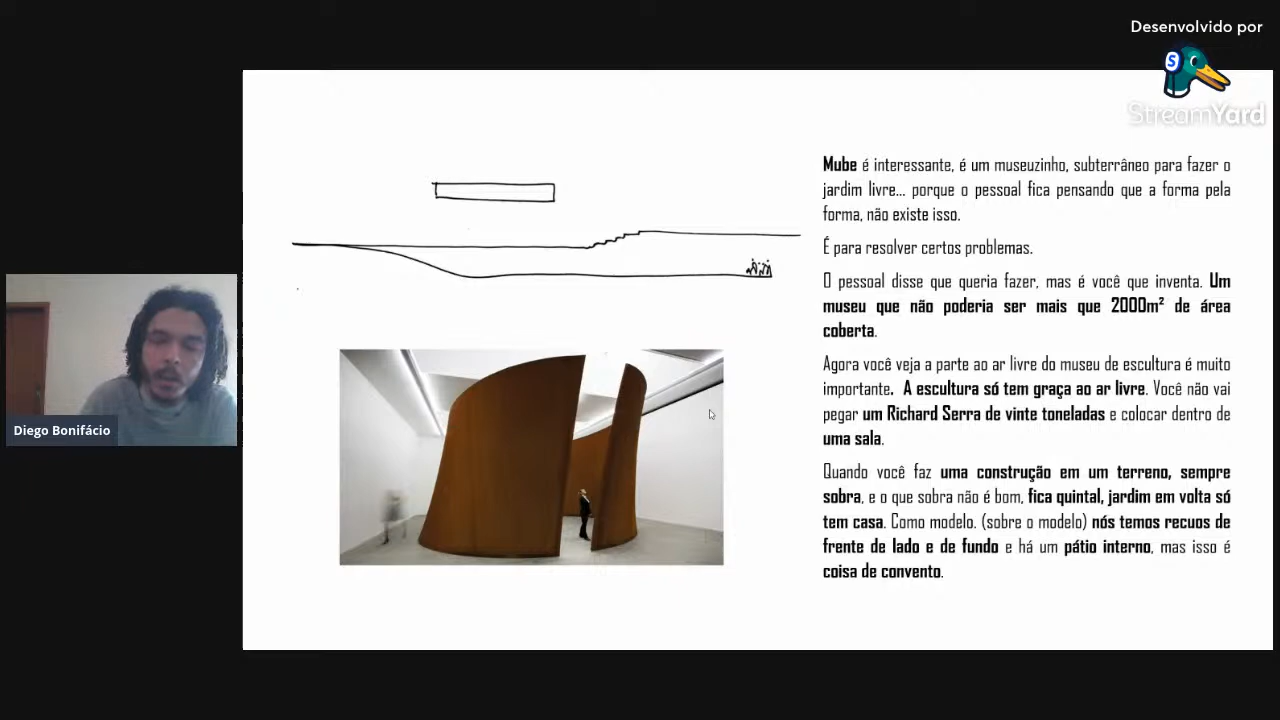 Desenvolvido por
S
StreamYard
Mube é interessante, é um museuzinho, subterrâneo para fazer o
jardim livre... porque o pessoal fica pensando que a forma pela
forma, não existe isso.
É para resolver certos problemas.
O pessoal disse que queria fazer, mas é você que inventa. Um
museu que não poderia ser mais que 2000m² de área
coberta.
Agora você veja a parte ao ar livre do museu de escultura é muito
importante. A escultura só tem graça ao ar livre. Você não vai
pegar um Richard Serra de vinte toneladas e colocar dentro de
uma sala.
Quando você faz uma construção em um terreno, sempre
sobra, e o que sobra não é bom, fica quintal, jardim em volta só
tem casa. Como modelo. (sobre o modelo) nós temos recuos de
frente de lado e de fundo e há um pátio interno, mas isso é
coisa de convento.
Diego Bonifácio